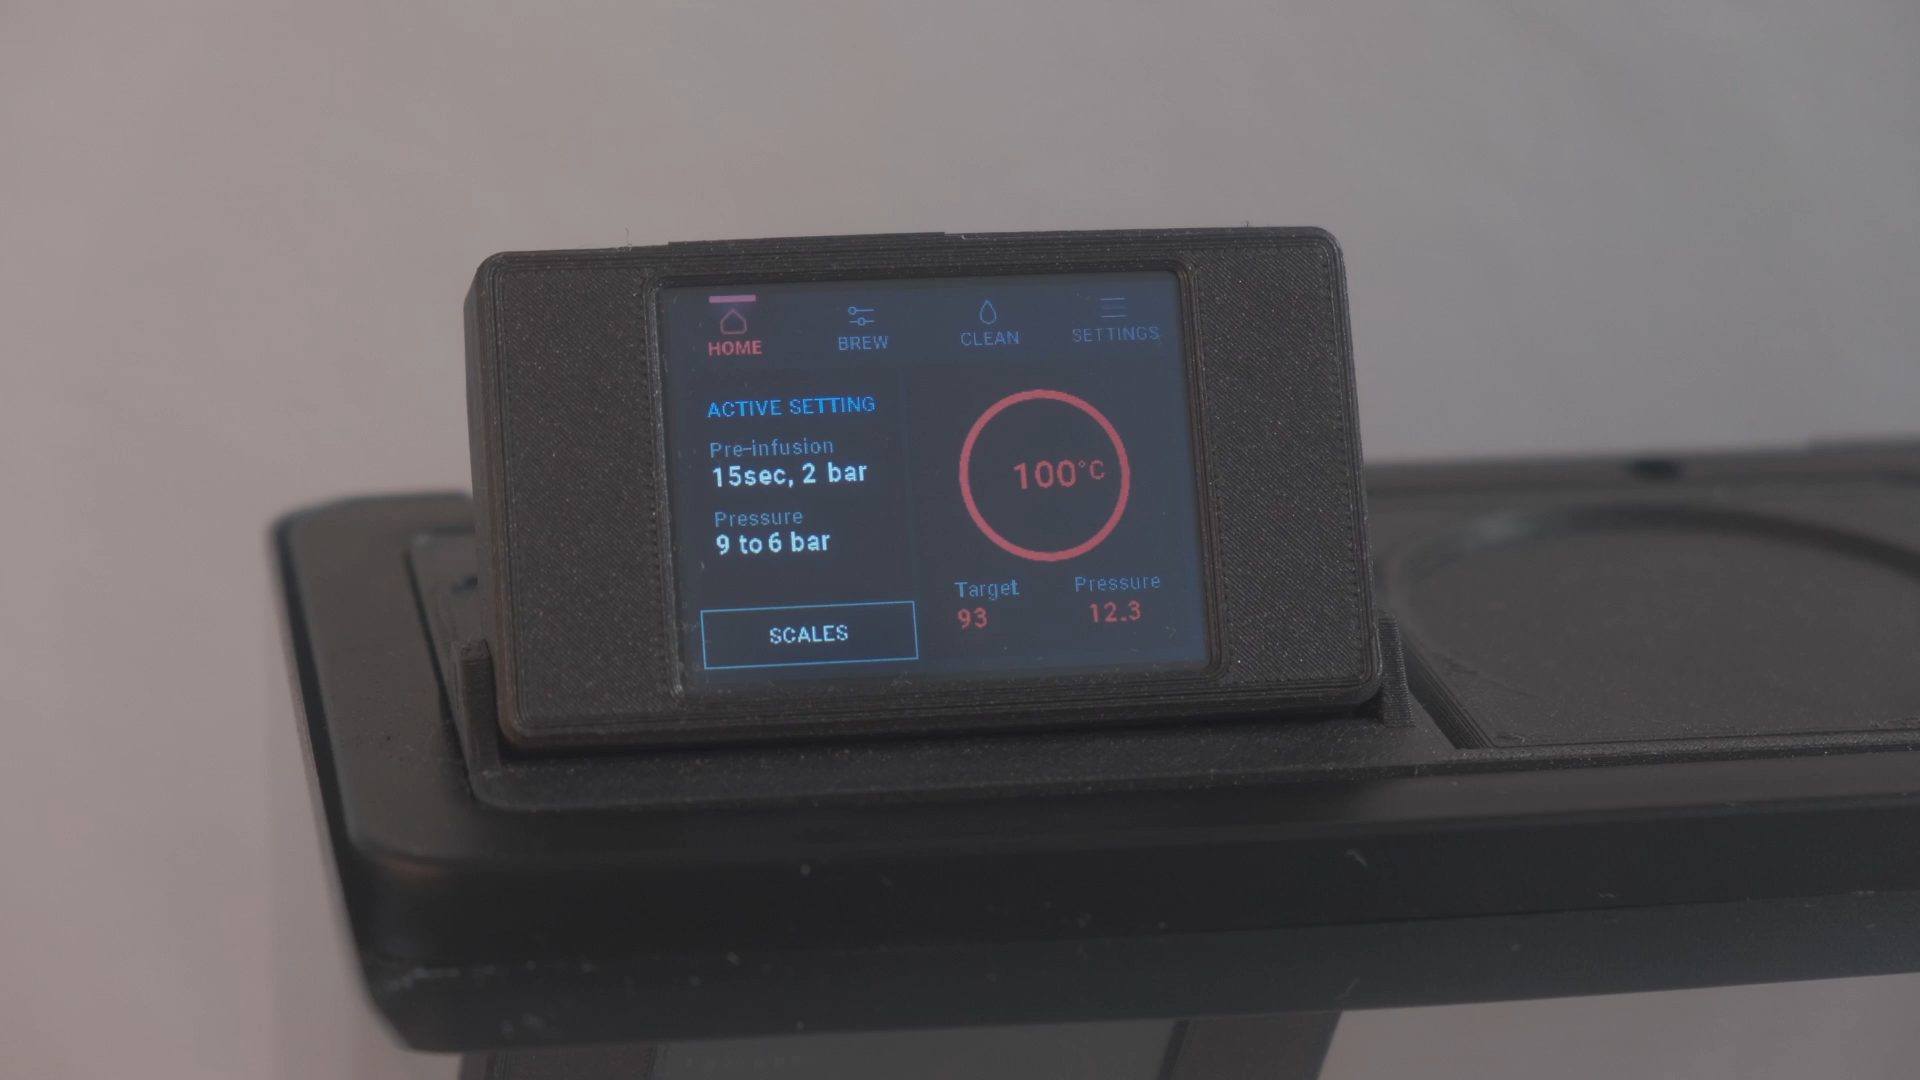 HOME
BREW
CLEAN
SETTINGS
ACTIVE SETTING
Pre-infusion
15sec, 2 bar
Pressure
9 to 6 bar
SCALES
100°C
Target
93
Pressure
12.3